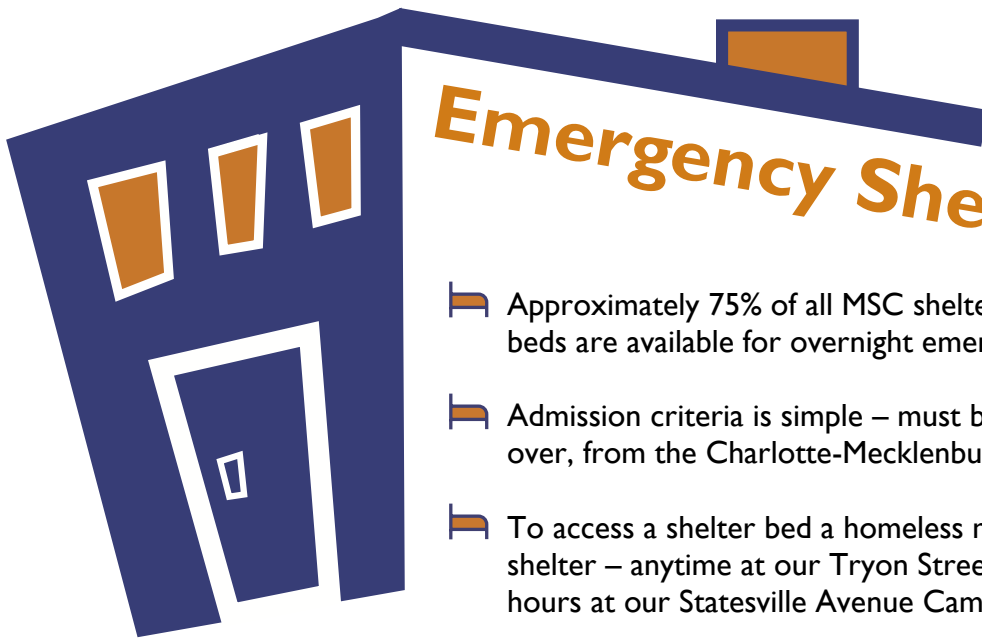 Emergency She
Approximately 75% of all MSC shelte
beds are available for overnight emer
Admission criteria is simple – must b
over, from the Charlotte-Mecklenbu
To access a shelter bed a homeless
shelter – anytime at our Tryon Stree
hours at our Statesville Avenue Cam